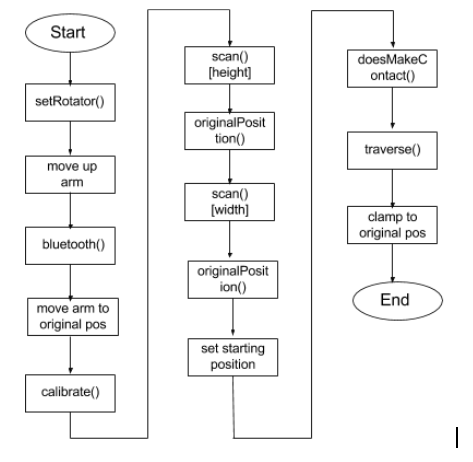 Start
setRotator()
move up
arm
bluetooth()
move arm to
original pos
calibrate()
scan()
[height]
originalPosit
tion()
scan()
[width]
originalPosit
ion()
set starting
position
doesMakeC
ontact()
traverse()
clamp to
original pos
End